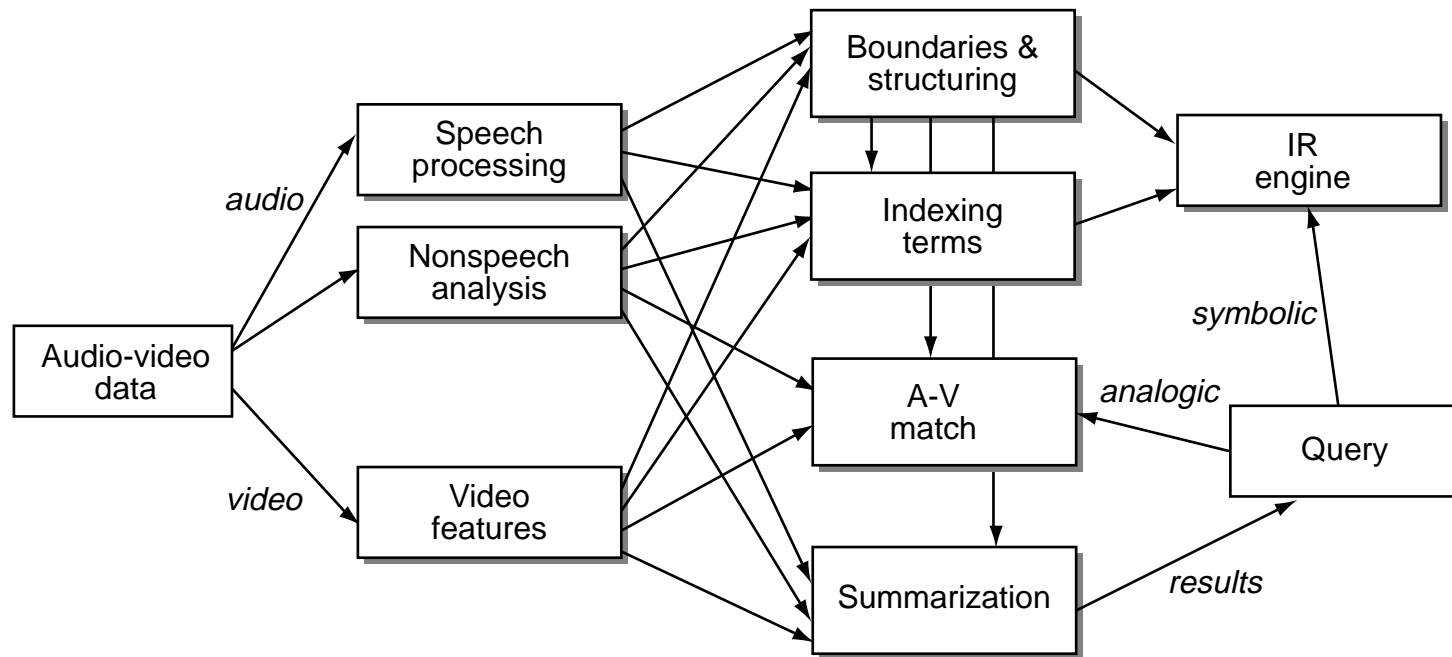 Boundaries &
structuring
Speech
processing
IR
engine
audio
Indexing
terms
Nonspeech
analysis
symbolic
Audio-video
data
A-V
match
analogic
Query
video
Video
features
Summarization
results